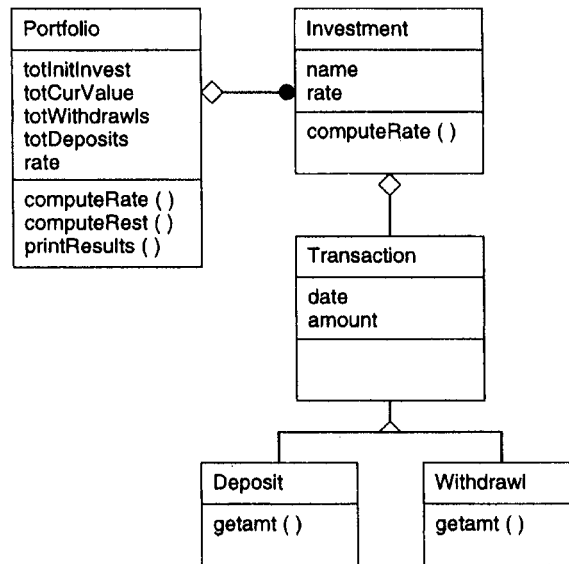 Portfolio
totInitInvest
totCurValue
totWithdrawls
totDeposits
rate
computeRate ( )
computeRest ( )
printResults ( )
Investment
name
rate
computeRate ( )
Transaction
date
amount
Deposit
getamt ( )
Withdrawl
getamt ( )